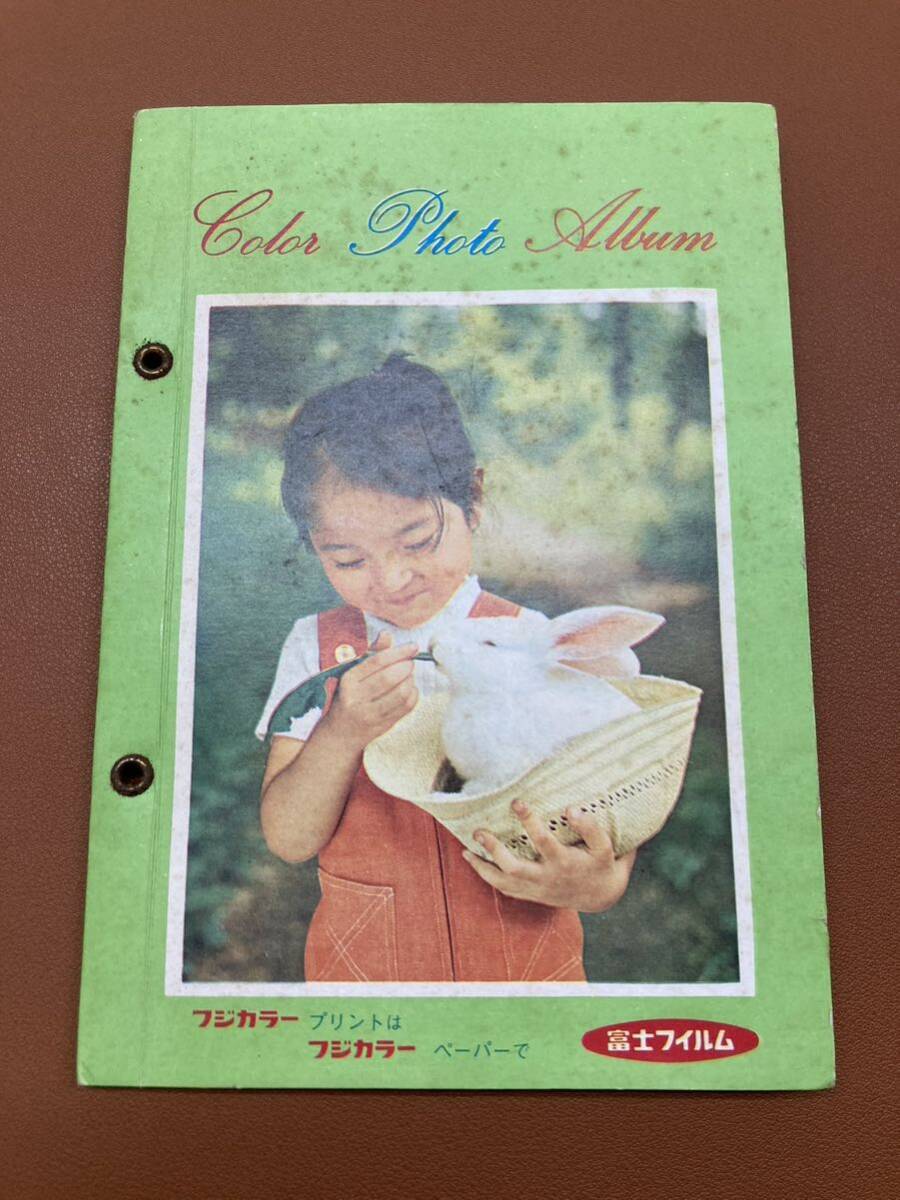 Color Photo Album
フジカラー プリントは
フジカラー ペーパーで
富士フイルム